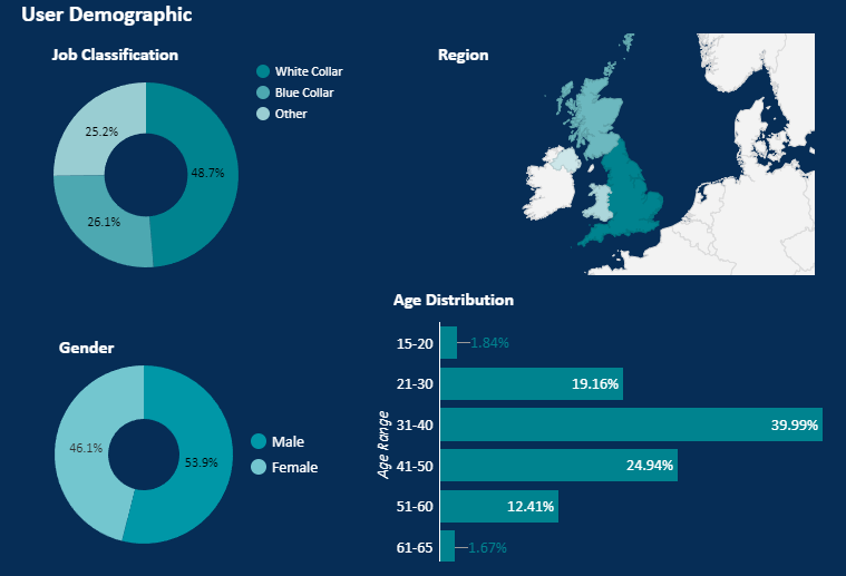 User Demographic
Job Classification
White Collar
Blue Collar
Other
25.2%
48.7%
26.1%
Region
Gender
Male
Female
46.1%
53.9%
Age Distribution
Age Range
15-20
1.84%
21-30
19.16%
31-40
39.99%
41-50
24.94%
51-60
12.41%
61-65
1.67%